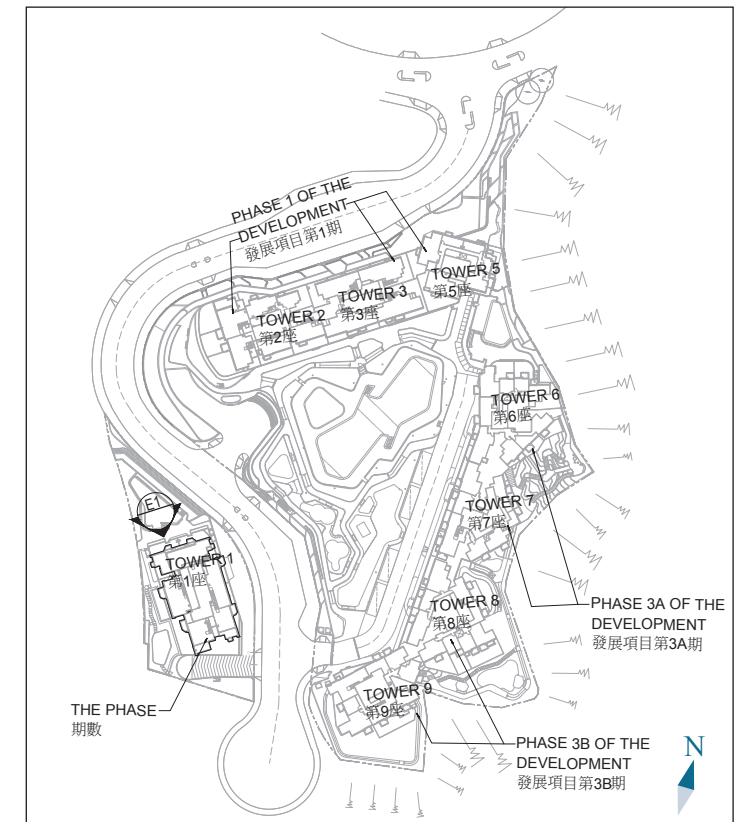 PHASE 1 OF THE
DEVELOPMENT
發展項目第1期
TOWER 5
第5座
TOWER 3
第3座
TOWER 2
第2座
TOWER 6
第6座
E1
TOWER 7
第7座
TOWER 1
第1座
TOWER 8
第8座
PHASE 3A OF THE
DEVELOPMENT
發展項目第3A期
TOWER 9
第9座
THE PHASE
期數
PHASE 3B OF THE
DEVELOPMENT
發展項目第3B期
N